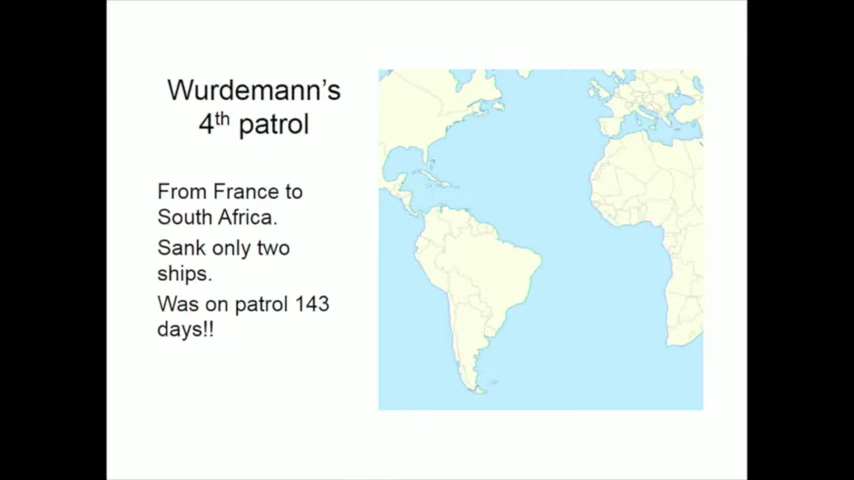 Wurdemann's
4th patrol
From France to
South Africa.
Sank only two
ships.
Was on patrol 143
days!!